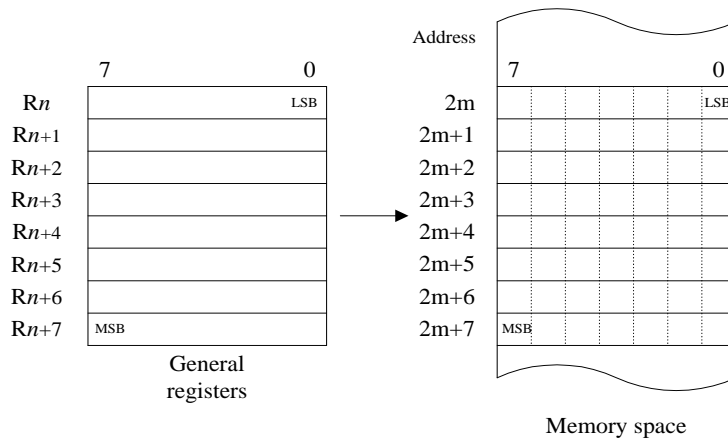 Address
7 0 7 0
Rn LSB 2m LSB
Rn+1 2m+1
Rn+2 2m+2
Rn+3 2m+3
Rn+4 2m+4
Rn+5 2m+5
Rn+6 2m+6
Rn+7 MSB 2m+7 MSB
General
registers
Memory space